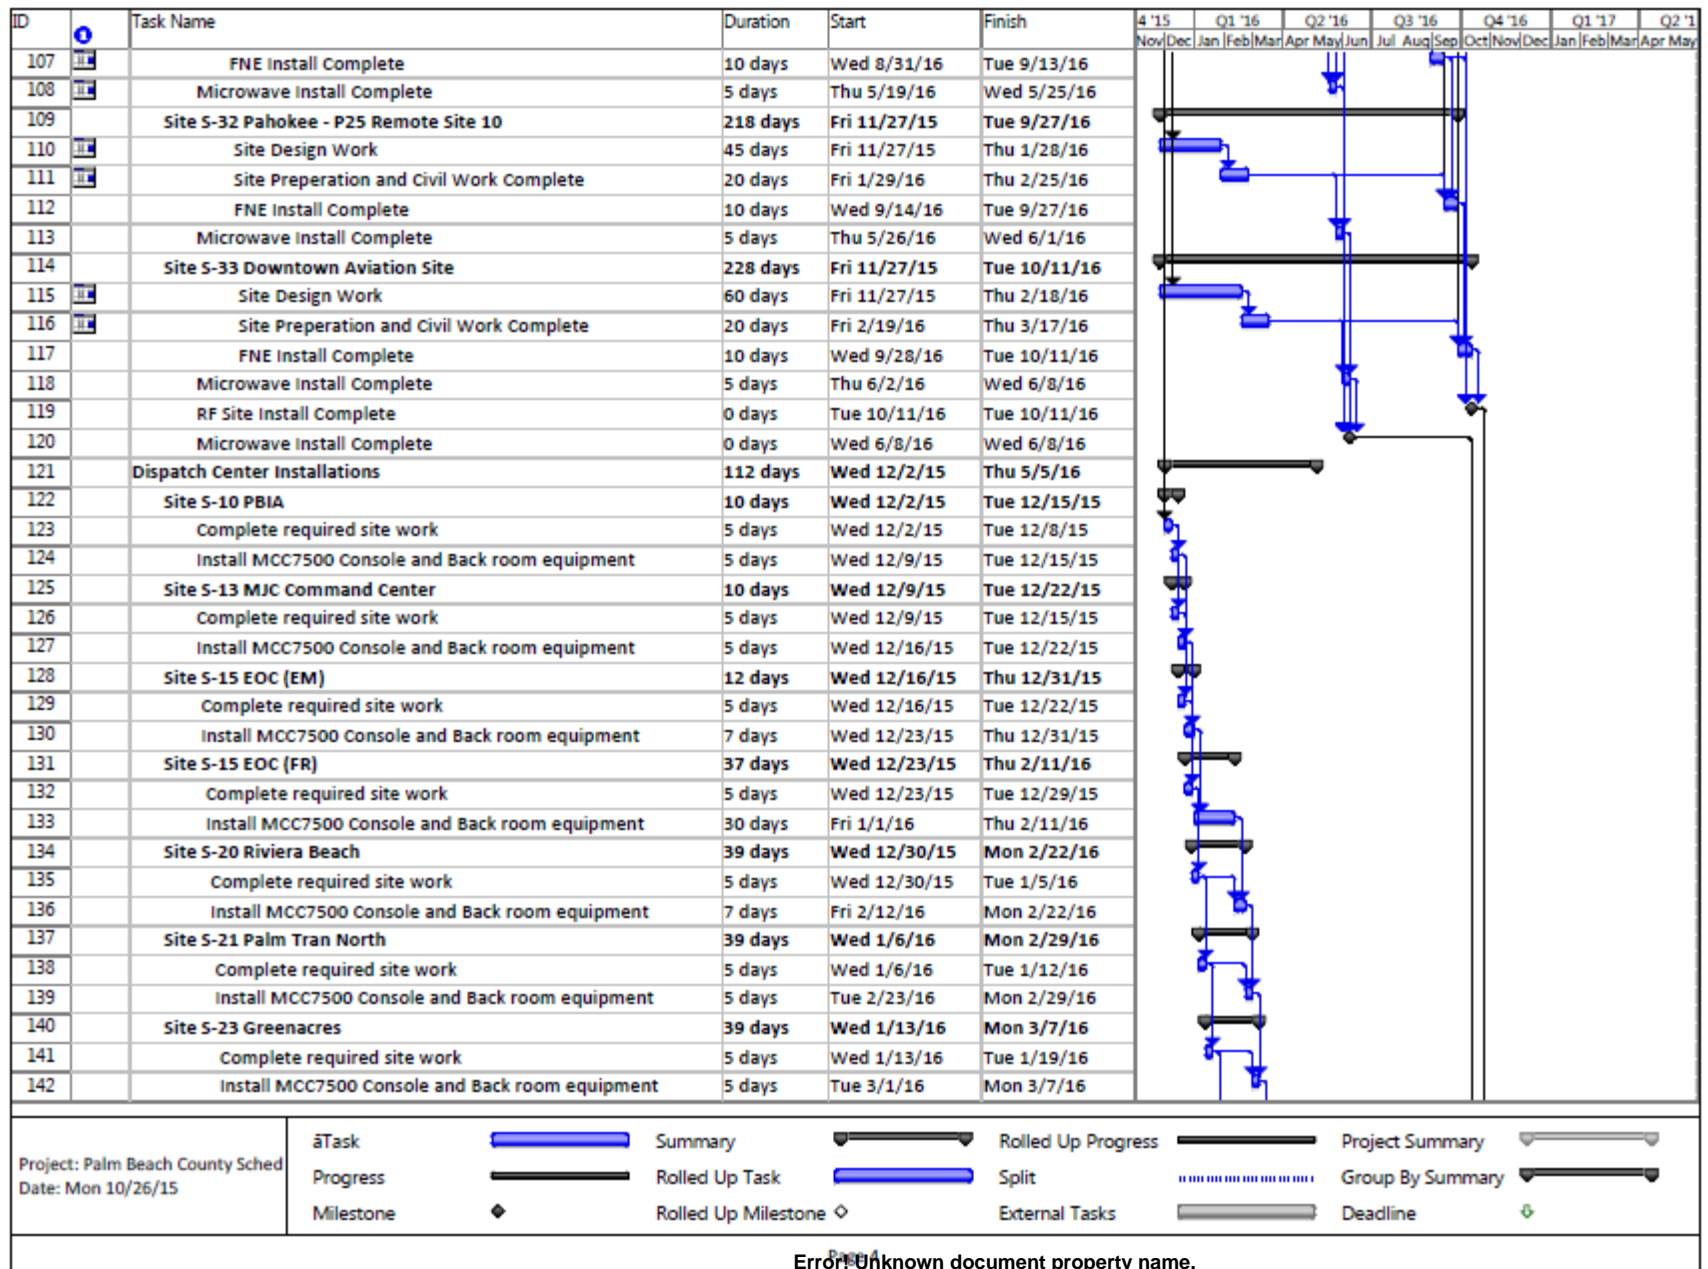 ID Task Name Duration Start Finish 4 '15 Q1 '16 Q2 '16 Q3 '16 Q4 '16 Q1 '17 Q2 '1
Nov Dec Jan Feb Mar Apr May Jun Jul Aug Sep Oct Nov Dec Jan Feb Mar Apr May
107 FNE Install Complete 10 days Wed 8/31/16 Tue 9/13/16
108 Microwave Install Complete 5 days Thu 5/19/16 Wed 5/25/16
109 Site S-32 Pahokee - P25 Remote Site 10 218 days Fri 11/27/15 Tue 9/27/16
110 Site Design Work 45 days Fri 11/27/15 Thu 1/28/16
111 Site Preperation and Civil Work Complete 20 days Fri 1/29/16 Thu 2/25/16
112 FNE Install Complete 10 days Wed 9/14/16 Tue 9/27/16
113 Microwave Install Complete 5 days Thu 5/26/16 Wed 6/1/16
114 Site S-33 Downtown Aviation Site 228 days Fri 11/27/15 Tue 10/11/16
115 Site Design Work 60 days Fri 11/27/15 Thu 2/18/16
116 Site Preperation and Civil Work Complete 20 days Fri 2/19/16 Thu 3/17/16
117 FNE Install Complete 10 days Wed 9/28/16 Tue 10/11/16
118 Microwave Install Complete 5 days Thu 6/2/16 Wed 6/8/16
119 RF Site Install Complete 0 days Tue 10/11/16 Tue 10/11/16
120 Microwave Install Complete 0 days Wed 6/8/16 Wed 6/8/16
121 Dispatch Center Installations 112 days Wed 12/2/15 Thu 5/5/16
122 Site S-10 PBIA 10 days Wed 12/2/15 Tue 12/15/15
123 Complete required site work 5 days Wed 12/2/15 Tue 12/8/15
124 Install MCC7500 Console and Back room equipment 5 days Wed 12/9/15 Tue 12/15/15
125 Site S-13 MJC Command Center 10 days Wed 12/9/15 Tue 12/22/15
126 Complete required site work 5 days Wed 12/9/15 Tue 12/15/15
127 Install MCC7500 Console and Back room equipment 5 days Wed 12/16/15 Tue 12/22/15
128 Site S-15 EOC (EM) 12 days Wed 12/16/15 Thu 12/31/15
129 Complete required site work 5 days Wed 12/16/15 Tue 12/22/15
130 Install MCC7500 Console and Back room equipment 7 days Wed 12/23/15 Thu 12/31/15
131 Site S-15 EOC (FR) 37 days Wed 12/23/15 Thu 2/11/16
132 Complete required site work 5 days Wed 12/23/15 Tue 12/29/15
133 Install MCC7500 Console and Back room equipment 30 days Fri 1/1/16 Thu 2/11/16
134 Site S-20 Riviera Beach 39 days Wed 12/30/15 Mon 2/22/16
135 Complete required site work 5 days Wed 12/30/15 Tue 1/5/16
136 Install MCC7500 Console and Back room equipment 7 days Fri 2/12/16 Mon 2/22/16
137 Site S-21 Palm Tran North 39 days Wed 1/6/16 Mon 2/29/16
138 Complete required site work 5 days Wed 1/6/16 Tue 1/12/16
139 Install MCC7500 Console and Back room equipment 5 days Tue 2/23/16 Mon 2/29/16
140 Site S-23 Greenacres 39 days Wed 1/13/16 Mon 3/7/16
141 Complete required site work 5 days Wed 1/13/16 Tue 1/19/16
142 Install MCC7500 Console and Back room equipment 5 days Tue 3/1/16 Mon 3/7/16
Project: Palm Beach County Sched
Date: Mon 10/26/15
āTask Summary Rolled Up Progress Project Summary
Progress Rolled Up Task Split Group By Summary
Milestone Rolled Up Milestone External Tasks Deadline
Page 4
Error! Unknown document property name.